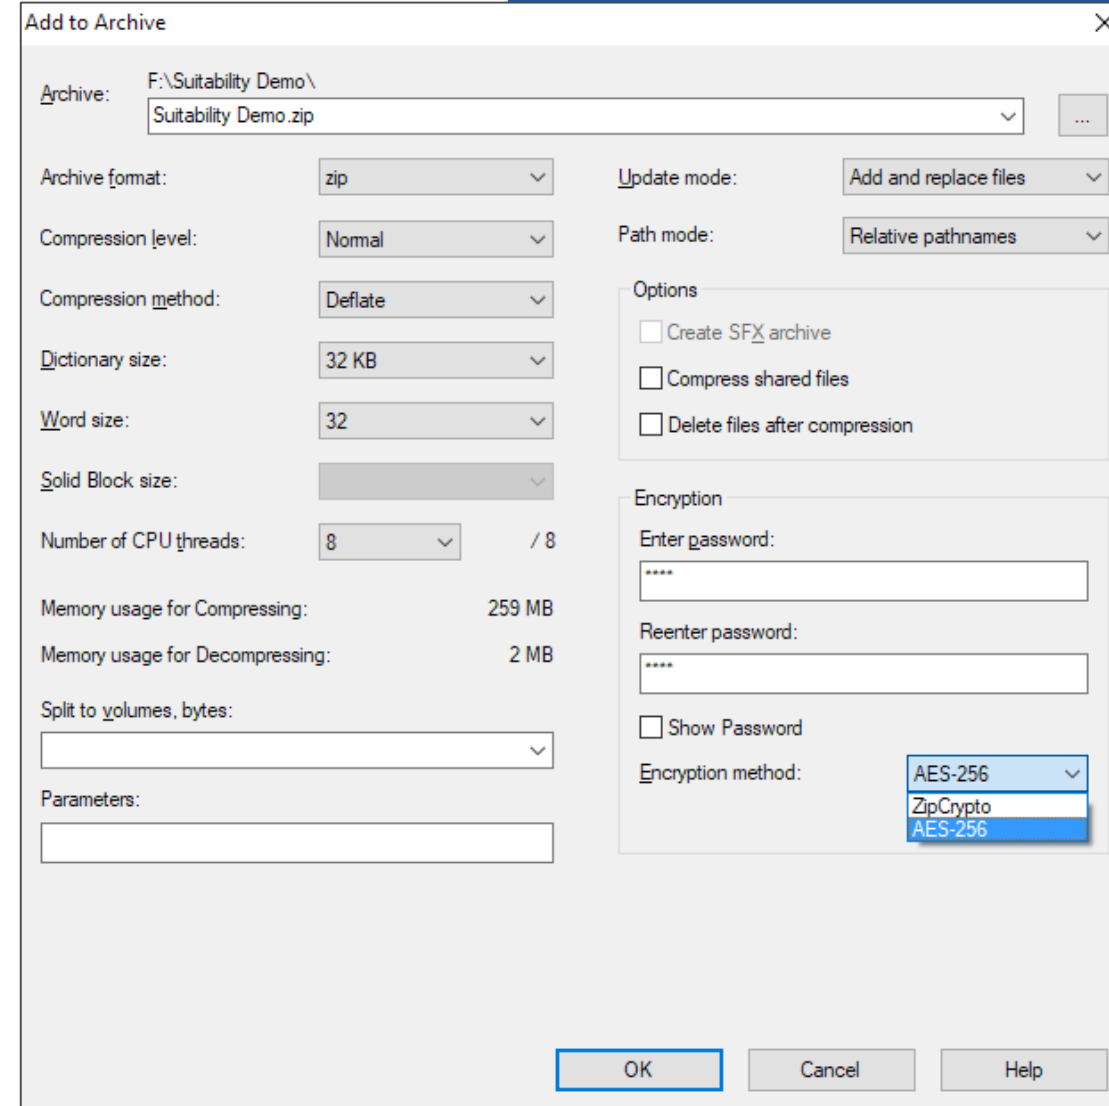 Add to Archive
Archive:
F:\Suitability Demo\
Suitability Demo.zip
...
Archive format:
zip
Compression level:
Normal
Compression method:
Deflate
Dictionary size:
32 KB
Word size:
32
Solid Block size:
Number of CPU threads:
8
/ 8
Memory usage for Compressing:
259 MB
Memory usage for Decompressing:
2 MB
Split to volumes, bytes:
Parameters:
Update mode:
Add and replace files
Path mode:
Relative pathnames
Options
Create SFX archive
Compress shared files
Delete files after compression
Encryption
Enter password:
****
Reenter password:
****
Show Password
Encryption method:
AES-256
ZipCrypto
AES-256
OK
Cancel
Help